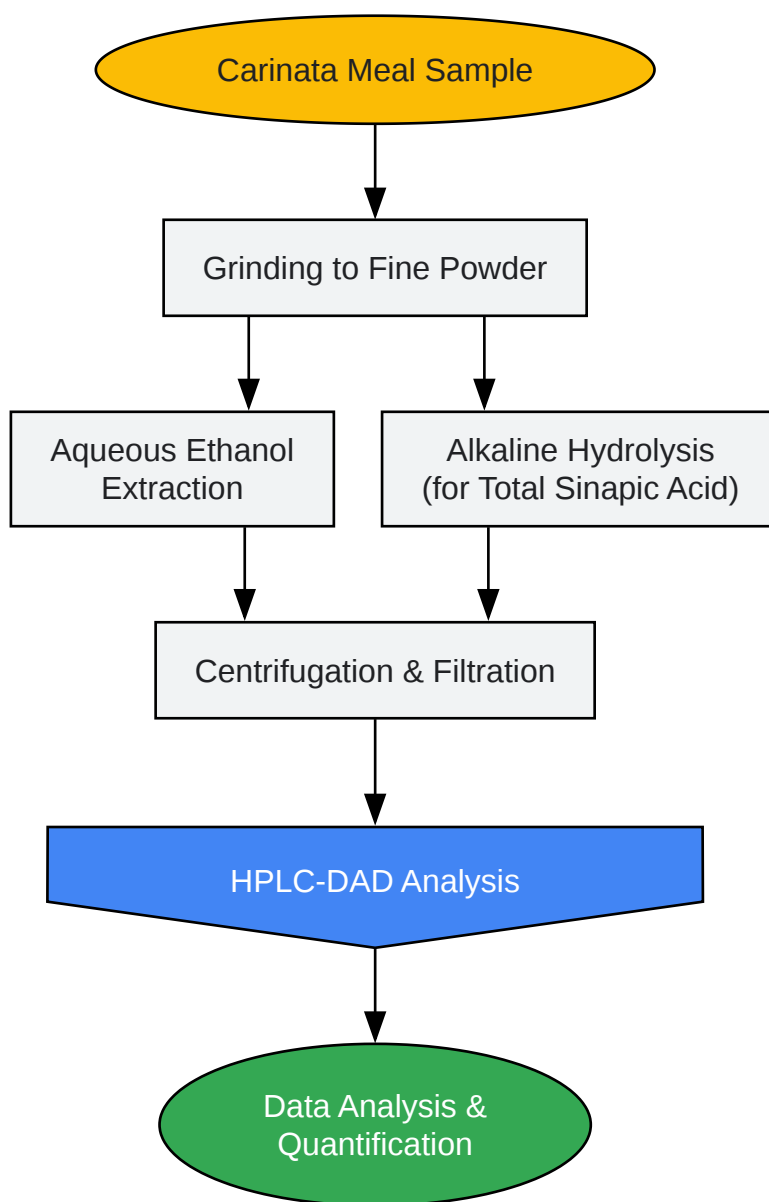 Carinata Meal Sample
Grinding to Fine Powder
Aqueous Ethanol
Extraction
Alkaline Hydrolysis
(for Total Sinapic Acid)
Centrifugation & Filtration
HPLC-DAD Analysis
Data Analysis &
Quantification